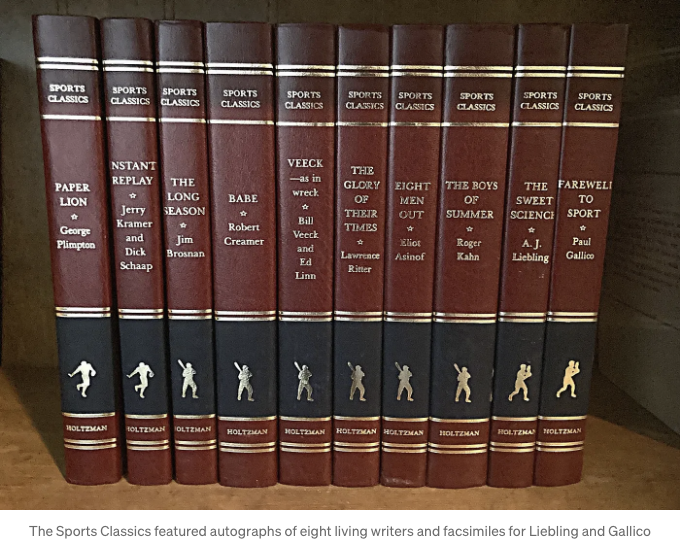 SPORTS
CLASSICS
PAPER
LION
George
Plimpton
HOLTZMAN
SPORTS
CLASSICS
INSTANT
REPLAY
Jerry
Kramer
and
Dick
Schaap
HOLTZMAN
SPORTS
CLASSICS
THE
LONG
SEASON
Jim
Brosnan
HOLTZMAN
SPORTS
CLASSICS
BABE
Robert
Creamer
HOLTZMAN
SPORTS
CLASSICS
VEECK
—as in
wreck
Bill
Veeck
and
Ed
Linn
HOLTZMAN
SPORTS
CLASSICS
THE
GLORY
OF
THEIR
TIMES
Lawrence
Ritter
HOLTZMAN
SPORTS
CLASSICS
EIGHT
MEN
OUT
Eliot
Asinof
HOLTZMAN
SPORTS
CLASSICS
THE BOYS
OF
SUMMER
Roger
Kahn
HOLTZMAN
SPORTS
CLASSICS
THE
SWEET
SCIENCE
A. J.
Liebling
HOLTZMAN
SPORTS
CLASSICS
FAREWELL
TO
SPORT
Paul
Gallico
HOLTZMAN
The Sports Classics featured autographs of eight living writers and facsimiles for Liebling and Gallico